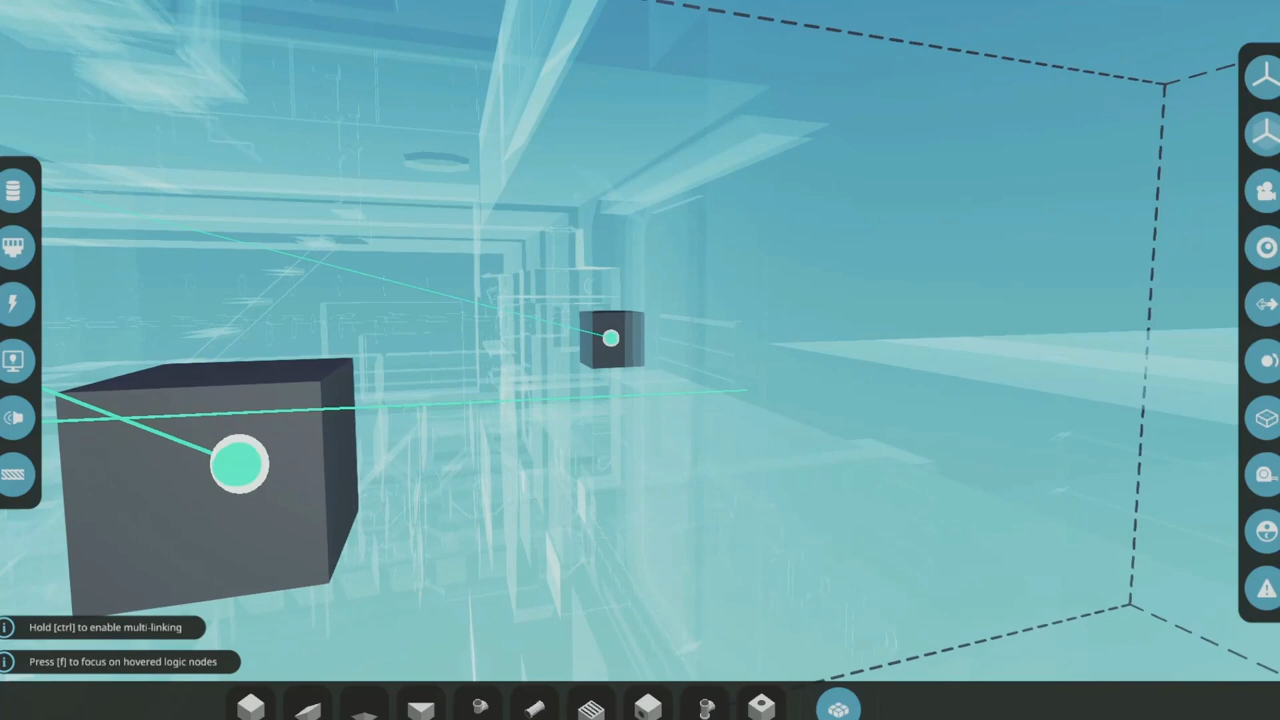 Hold [ctrl] to enable multi-linking
Press [f] to focus on hovered logic nodes